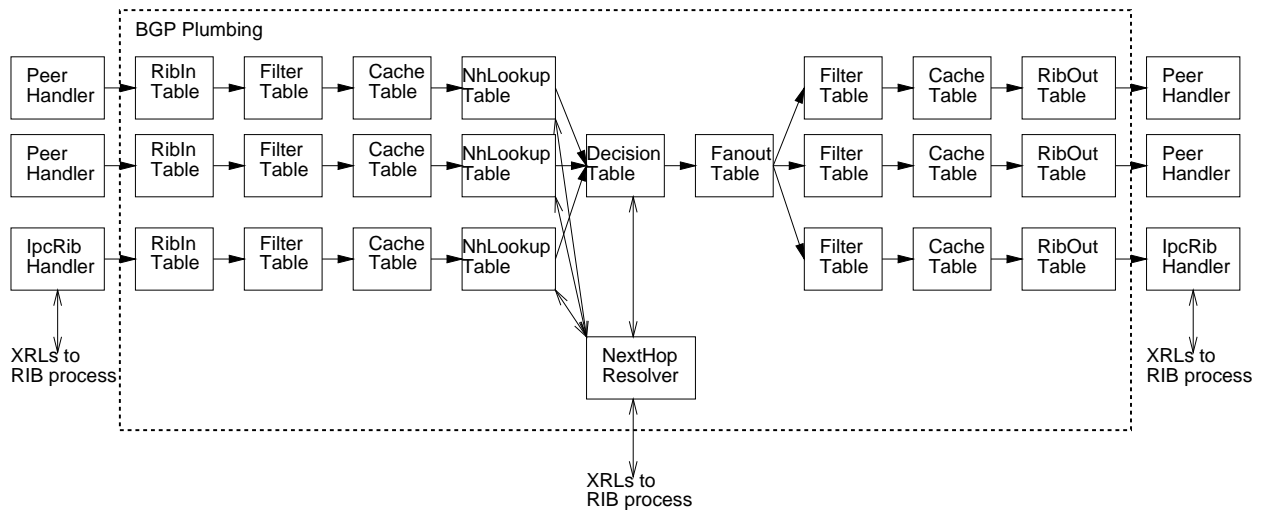 BGP Plumbing
Peer
Handler
RibIn
Table
Filter
Table
Cache
Table
NhLookup
Table
Filter
Table
Cache
Table
RibOut
Table
Peer
Handler
Peer
Handler
RibIn
Table
Filter
Table
Cache
Table
NhLookup
Table
Decision
Table
Fanout
Table
Filter
Table
Cache
Table
RibOut
Table
Peer
Handler
IpcRib
Handler
RibIn
Table
Filter
Table
Cache
Table
NhLookup
Table
Filter
Table
Cache
Table
RibOut
Table
IpcRib
Handler
XRLs to
RIB process
NextHop
Resolver
XRLs to
RIB process
XRLs to
RIB process